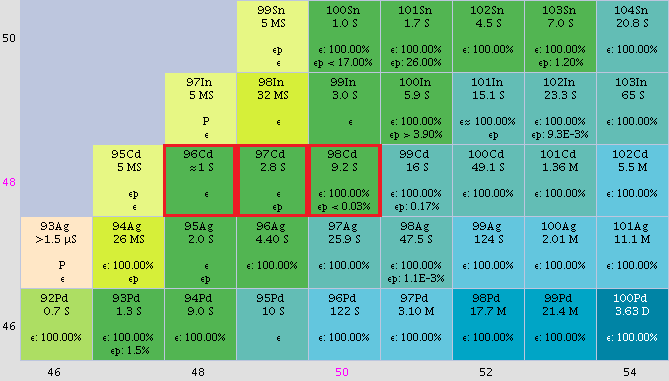 50
99Sn 100Sn 101Sn 102Sn 103Sn 104Sn
5 MS 1.0 S 1.7 S 4.5 S 7.0 S 20.8 S
ϵp ϵ: 100.00% ϵ: 100.00% ϵ: 100.00% ϵ: 100.00% ϵ: 100.00%
ϵ ϵp < 17.00% ϵp: 26.00% ϵp: 1.20%
97In 98In 99In 100In 101In 102In 103In
5 MS 32 MS 3.0 S 5.9 S 15.1 S 23.3 S 65 S
P ϵ ϵ ϵ: 100.00% ϵ≈ 100.00% ϵ: 100.00% ϵ: 100.00%
ϵ ϵp > 3.90% ϵp ϵp: 9.3E-3%
48
95Cd 96Cd 97Cd 98Cd 99Cd 100Cd 101Cd 102Cd
5 MS ≈1 S 2.8 S 9.2 S 16 S 49.1 S 1.36 M 5.5 M
ϵp ϵ ϵ ϵ: 100.00% ϵ: 100.00% ϵ: 100.00% ϵ: 100.00% ϵ: 100.00%
ϵ ϵp ϵp < 0.03% ϵp: 0.17%
93Ag 94Ag 95Ag 96Ag 97Ag 98Ag 99Ag 100Ag 101Ag
>1.5 µS 26 MS 2.0 S 4.40 S 25.9 S 47.5 S 124 S 2.01 M 11.1 M
P ϵ: 100.00% ϵ ϵ: 100.00% ϵ: 100.00% ϵ: 100.00% ϵ: 100.00% ϵ: 100.00% ϵ: 100.00%
ϵ ϵp ϵp ϵp: 1.1E-3%
46
92Pd 93Pd 94Pd 95Pd 96Pd 97Pd 98Pd 99Pd 100Pd
0.7 S 1.3 S 9.0 S 10 S 122 S 3.10 M 17.7 M 21.4 M 3.63 D
ϵ: 100.00% ϵ: 100.00% ϵ: 100.00% ϵ ϵ: 100.00% ϵ: 100.00% ϵ: 100.00% ϵ: 100.00% ϵ: 100.00%
ϵp: 1.5%
46 48 50 52 54